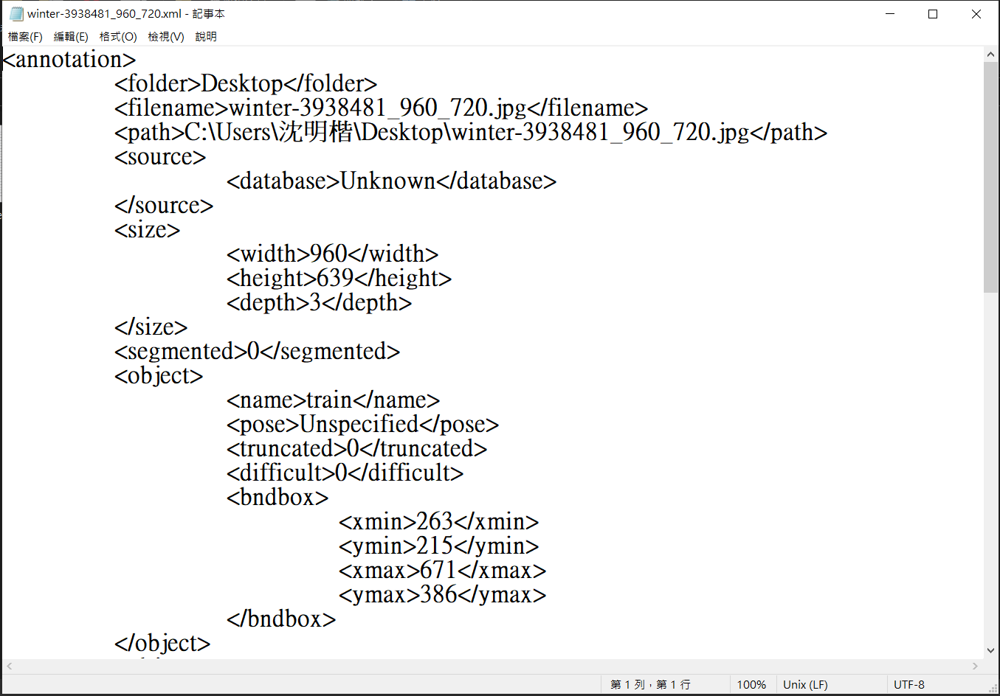 winter-3938481_960_720.xml - 記事本
檔案(F) 編輯(E) 格式(O) 檢視(V) 說明
<annotation>
<folder>Desktop</folder>
<filename>winter-3938481_960_720.jpg</filename>
<path>C:\Users\沈明楷\Desktop\winter-3938481_960_720.jpg</path>
<source>
<database>Unknown</database>
</source>
<size>
<width>960</width>
<height>639</height>
<depth>3</depth>
</size>
<segmented>0</segmented>
<object>
<name>train</name>
<pose>Unspecified</pose>
<truncated>0</truncated>
<difficult>0</difficult>
<bndbox>
<xmin>263</xmin>
<ymin>215</ymin>
<xmax>671</xmax>
<ymax>386</ymax>
</bndbox>
</object>
第 1 列，第 1 行 100% Unix (LF) UTF-8